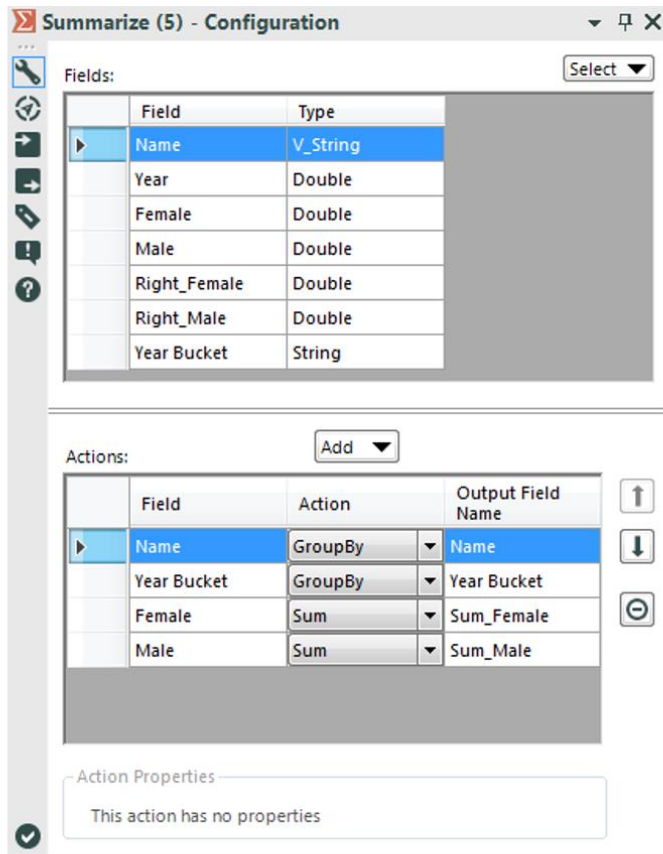 Summarize (5) - Configuration
Fields:
Select
Field Type
Name V_String
Year Double
Female Double
Male Double
Right_Female Double
Right_Male Double
Year Bucket String
Add
Actions:
Field Action Output Field Name
Name GroupBy Name
Year Bucket GroupBy Year Bucket
Female Sum Sum_Female
Male Sum Sum_Male
Action Properties
This action has no properties